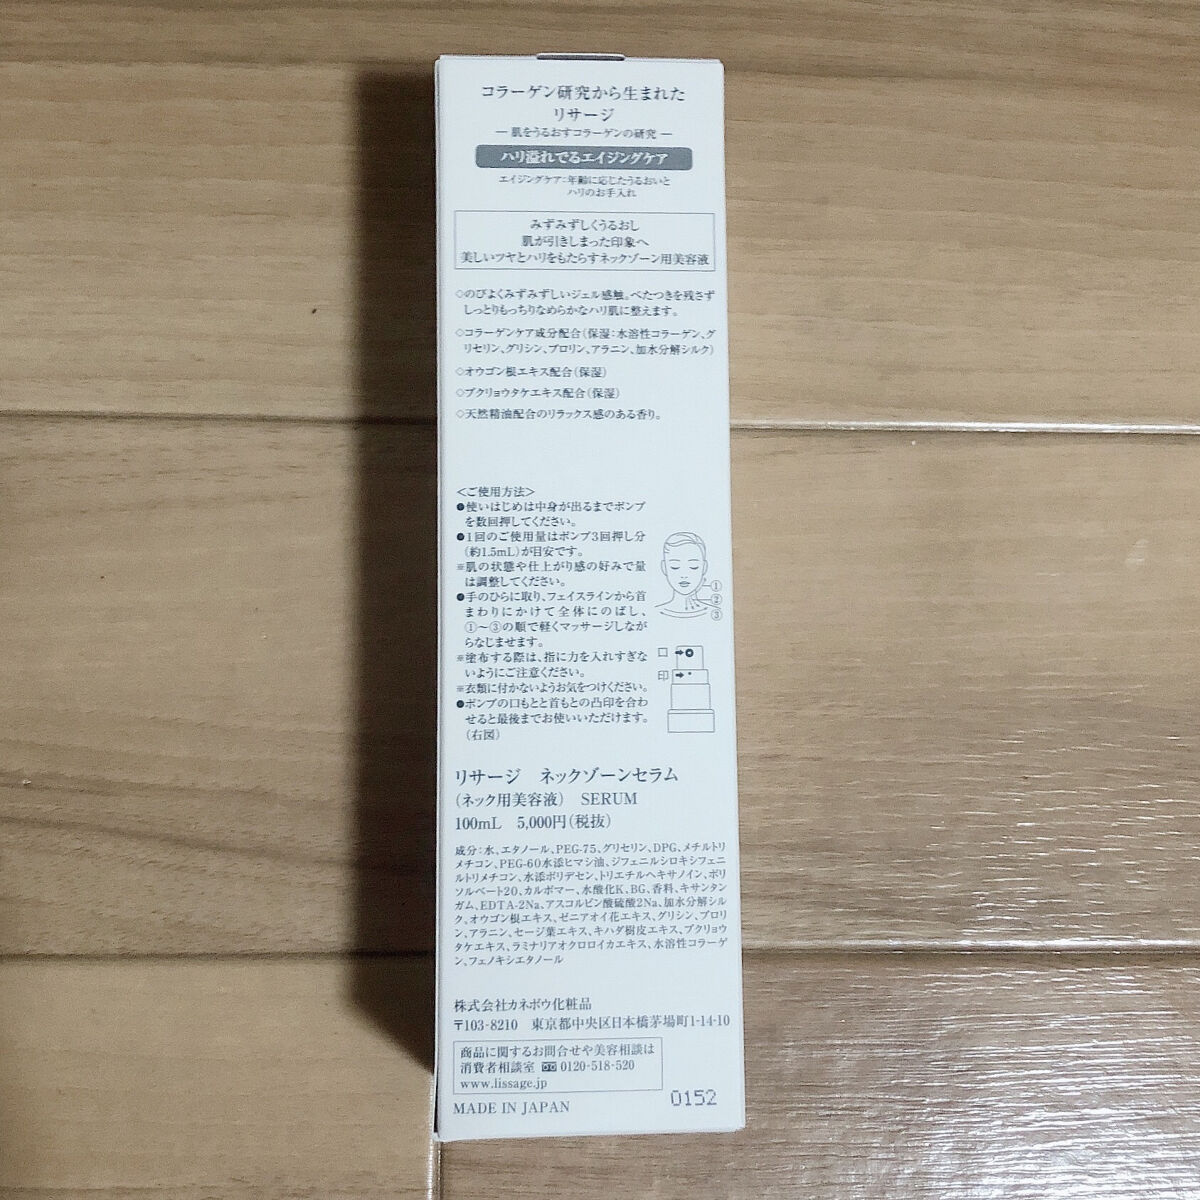 コラーゲン研究から生まれた
リサージ
― 肌をうるおすコラーゲンの研究 ―
ハリ溢れでるエイジングケア
エイジングケア:年齢に応じたうるおいと
ハリのお手入れ
みずみずしくうるおし
肌が引きしまった印象へ
美しいツヤとハリをもたらすネックゾーン用美容液
◇のびよくみずみずしいジェル感触。べたつきを残さず
しっとりもっちりなめらかなハリ肌に整えます。
◇コラーゲンケア成分配合(保湿:水溶性コラーゲン、グ
リセリン、グリシン、プロリン、アラニン、加水分解シルク)
◇オウゴン根エキス配合(保湿)
◇ブクリョウタケエキス配合(保湿)
◇天然精油配合のリラックス感のある香り。
<ご使用方法>
●使いはじめは中身が出るまでポンプ
を数回押してください。
●1回のご使用量はポンプ3回押し分
(約1.5mL)が目安です。
※肌の状態や仕上がり感の好みで量
は調整してください。
●手のひらに取り、フェイスラインから首
まわりにかけて全体にのばし、
①～③の順で軽くマッサージしなが
らなじませます。
※塗布する際は、指に力を入れすぎな
いようにご注意ください。
※衣類に付かないようお気をつけください。
●ポンプの口もとと首もとの凸印を合わ
せると最後までお使いいただけます。
(右図)
①
②
③
口
印
リサージ ネックゾーンセラム
(ネック用美容液) SERUM
100mL 5,000円(税抜)
成分:水、エタノール、PEG-75、グリセリン、DPG、メチルトリ
メチコン、PEG-60水添ヒマシ油、ジフェニルシロキシフェニ
ルトリメチコン、水添ポリデセン、トリエチルヘキサノイン、ポリ
ソルベート20、カルボマー、水酸化K、BG、香料、キサンタン
ガム、EDTA-2Na、アスコルビン酸硫酸2Na、加水分解シル
ク、オウゴン根エキス、ゼニアオイ花エキス、グリシン、プロリ
ン、アラニン、セージ葉エキス、キハダ樹皮エキス、ブクリョウ
タケエキス、ラミナリアオクロロイカエキス、水溶性コラーゲ
ン、フェノキシエタノール
株式会社カネボウ化粧品
〒103-8210 東京都中央区日本橋茅場町1-14-10
商品に関するお問合せや美容相談は
消費者相談室 0120-518-520
www.lissage.jp
MADE IN JAPAN
0152